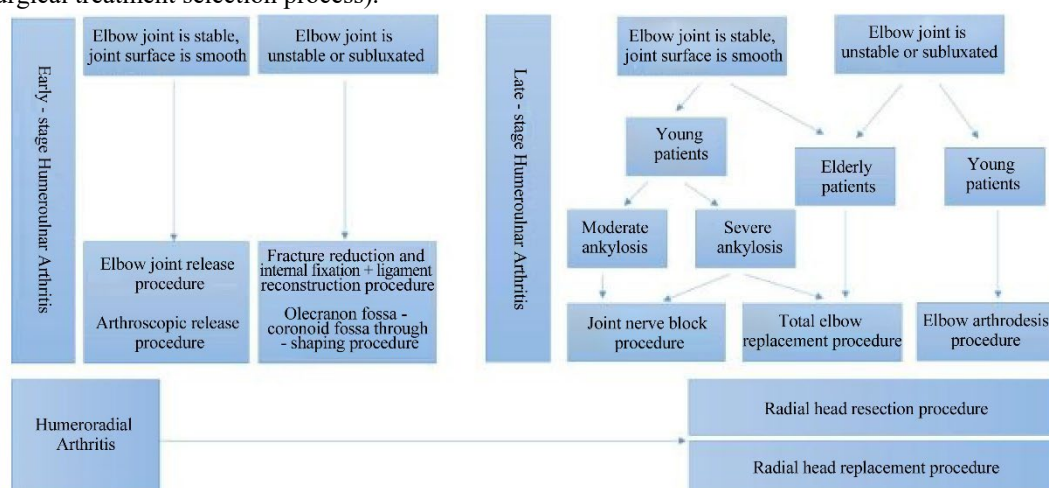 surgical treatment selection process).
Early - stage Humeroulnar Arthritis
Elbow joint is stable,
joint surface is smooth
Elbow joint is
unstable or subluxated
Elbow joint release
procedure
Arthroscopic release
procedure
Fracture reduction and
internal fixation + ligament
reconstruction procedure
Olecranon fossa -
coronoid fossa through
- shaping procedure
Late - stage Humeroulnar Arthritis
Elbow joint is stable,
joint surface is smooth
Elbow joint is
unstable or subluxated
Young
patients
Elderly
patients
Young
patients
Moderate
ankylosis
Severe
ankylosis
Joint nerve block
procedure
Total elbow
replacement procedure
Elbow arthrodesis
procedure
Humeroradial
Arthritis
Radial head resection procedure
Radial head replacement procedure